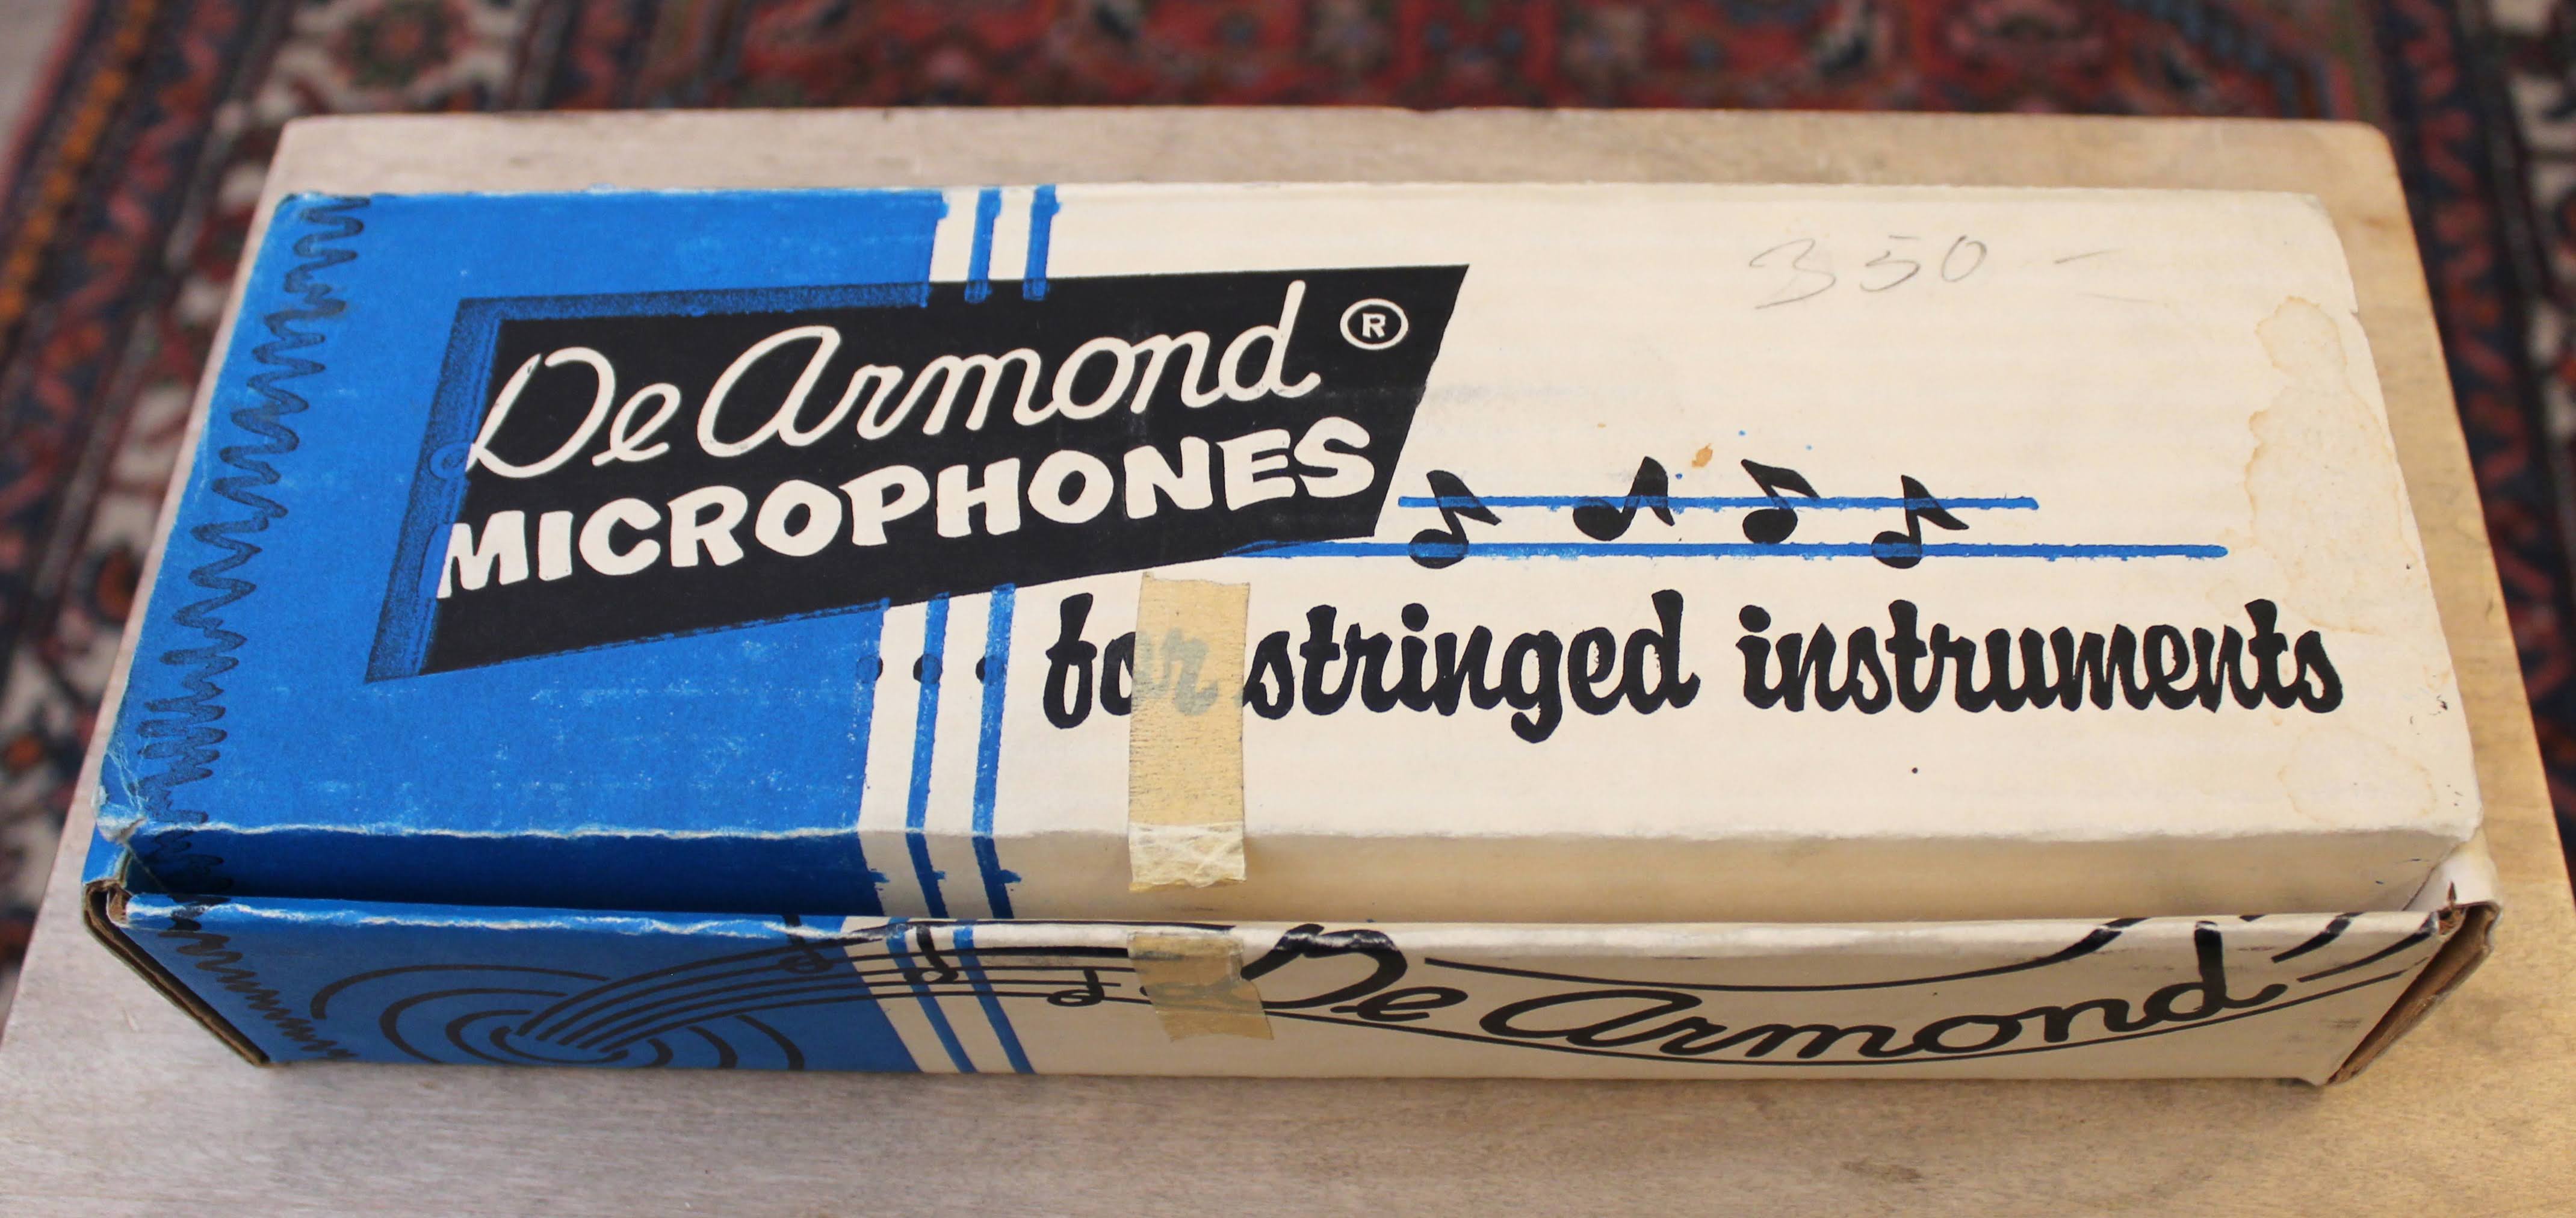 350 -
De Armond ®
MICROPHONES
for stringed instruments
De Armond